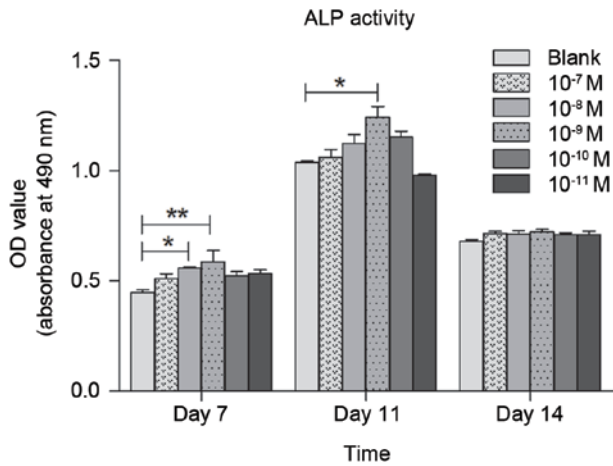 ALP activity
OD value
(absorbance at 490 nm)
1.5
1.0
0.5
0.0
Blank
10⁻⁷ M
10⁻⁸ M
10⁻⁹ M
10⁻¹⁰ M
10⁻¹¹ M
*
**
*
Day 7
Day 11
Day 14
Time